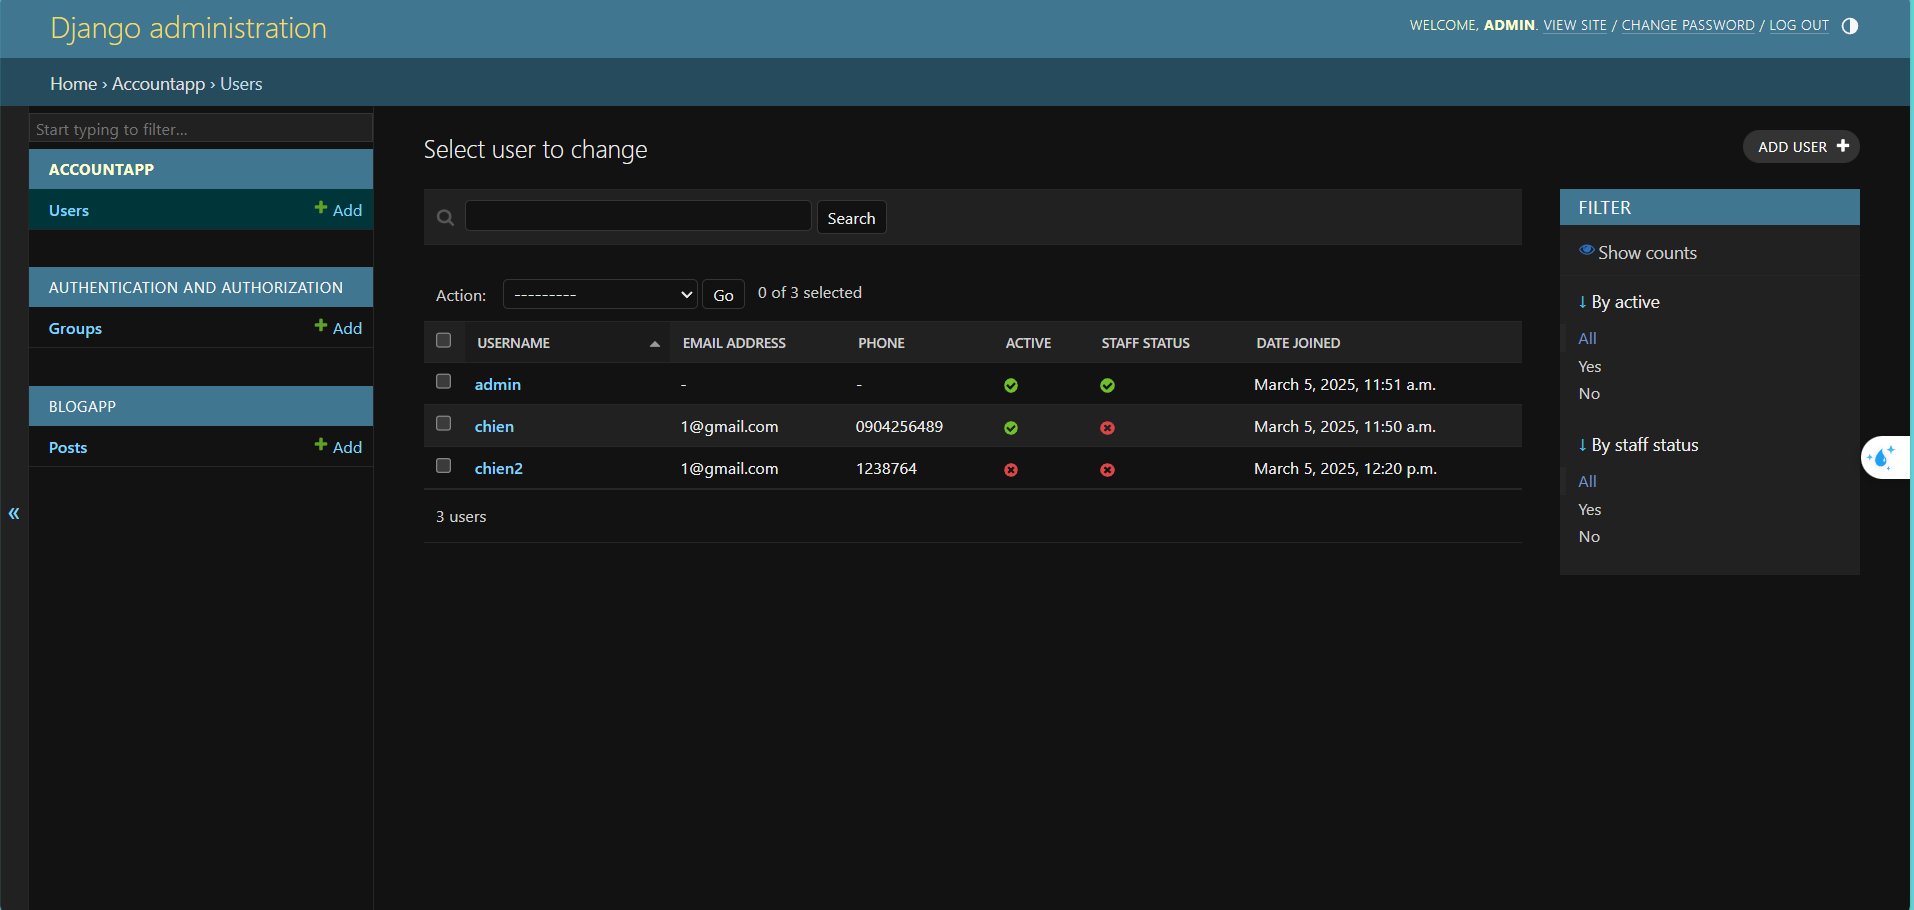 Django administration
WELCOME, ADMIN. VIEW SITE / CHANGE PASSWORD / LOG OUT
Home › Accountapp › Users
Start typing to filter...
ACCOUNTAPP
Users Add
AUTHENTICATION AND AUTHORIZATION
Groups Add
BLOGAPP
Posts Add
«
Select user to change
ADD USER
Search
Action: --------- Go 0 of 3 selected
USERNAME EMAIL ADDRESS PHONE ACTIVE STAFF STATUS DATE JOINED
admin - - March 5, 2025, 11:51 a.m.
chien 1@gmail.com 0904256489 March 5, 2025, 11:50 a.m.
chien2 1@gmail.com 1238764 March 5, 2025, 12:20 p.m.
3 users
FILTER
Show counts
↓ By active
All
Yes
No
↓ By staff status
All
Yes
No